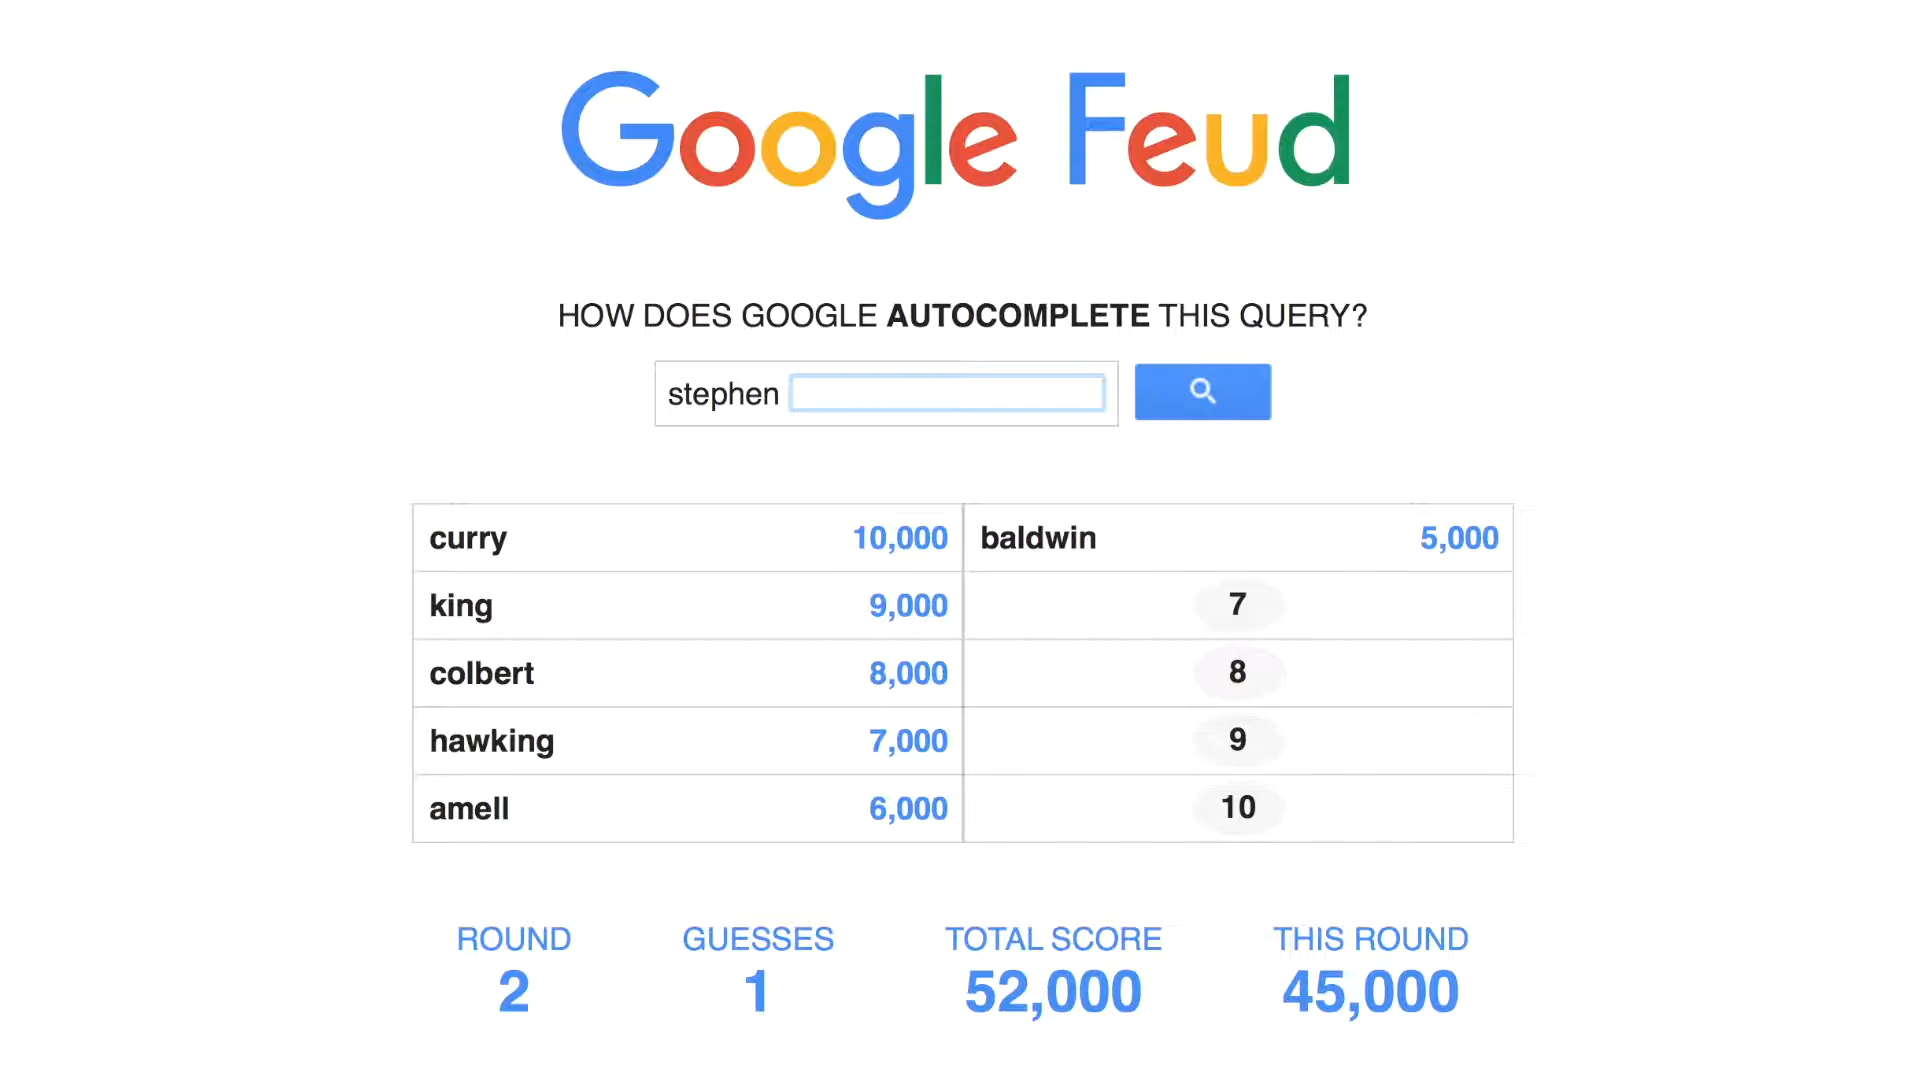 Google Feud
HOW DOES GOOGLE AUTOCOMPLETE THIS QUERY?
stephen
curry 10,000 baldwin 5,000
king 9,000 7
colbert 8,000 8
hawking 7,000 9
amell 6,000 10
ROUND GUESSES TOTAL SCORE THIS ROUND
2 1 52,000 45,000